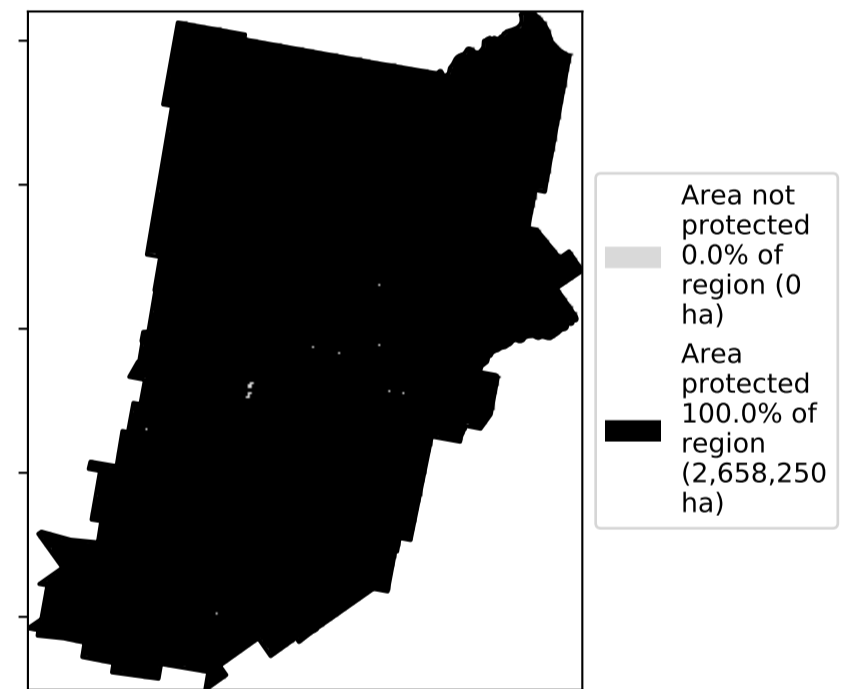 Area not
protected
0.0% of
region (0
ha)
Area
protected
100.0% of
region
(2,658,250
ha)